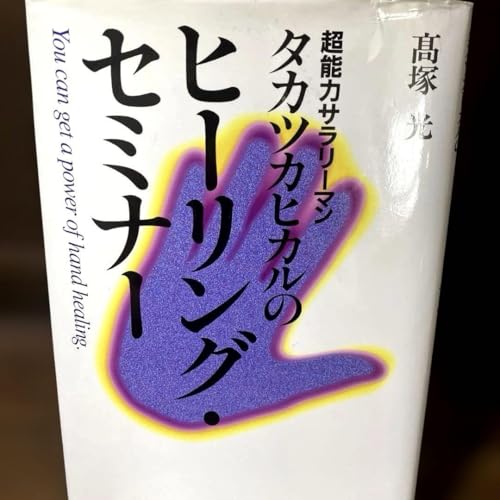 髙塚 光
超能力サラリーマン
タカツカヒカルの
ヒーリング・
セミナー
You can get a power of hand healing.